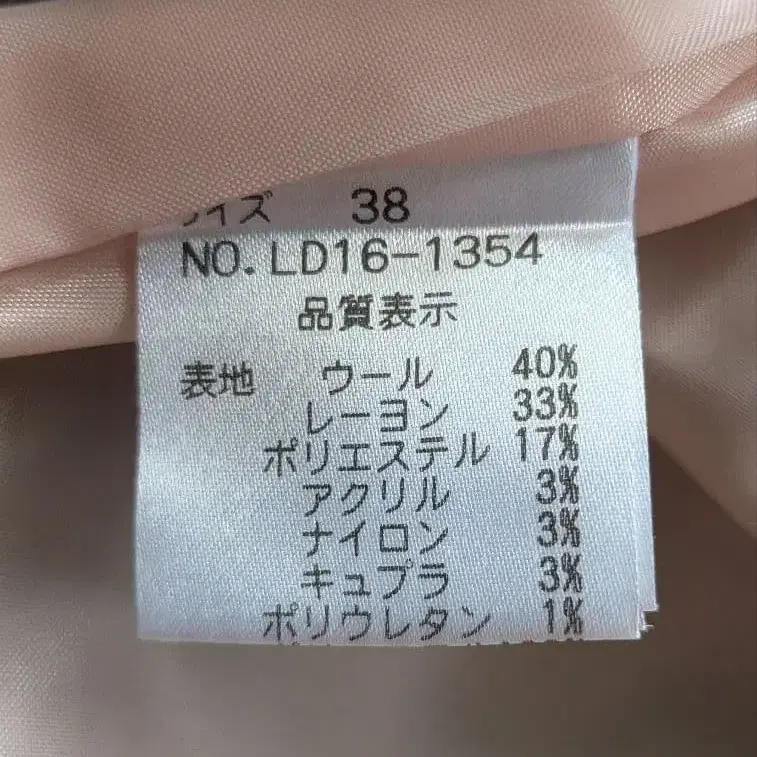 サイズ 38
NO.LD16-1354
品質表示
表地 ウール 40%
レーヨン 33%
ポリエステル 17%
アクリル 3%
ナイロン 3%
キュプラ 3%
ポリウレタン 1%